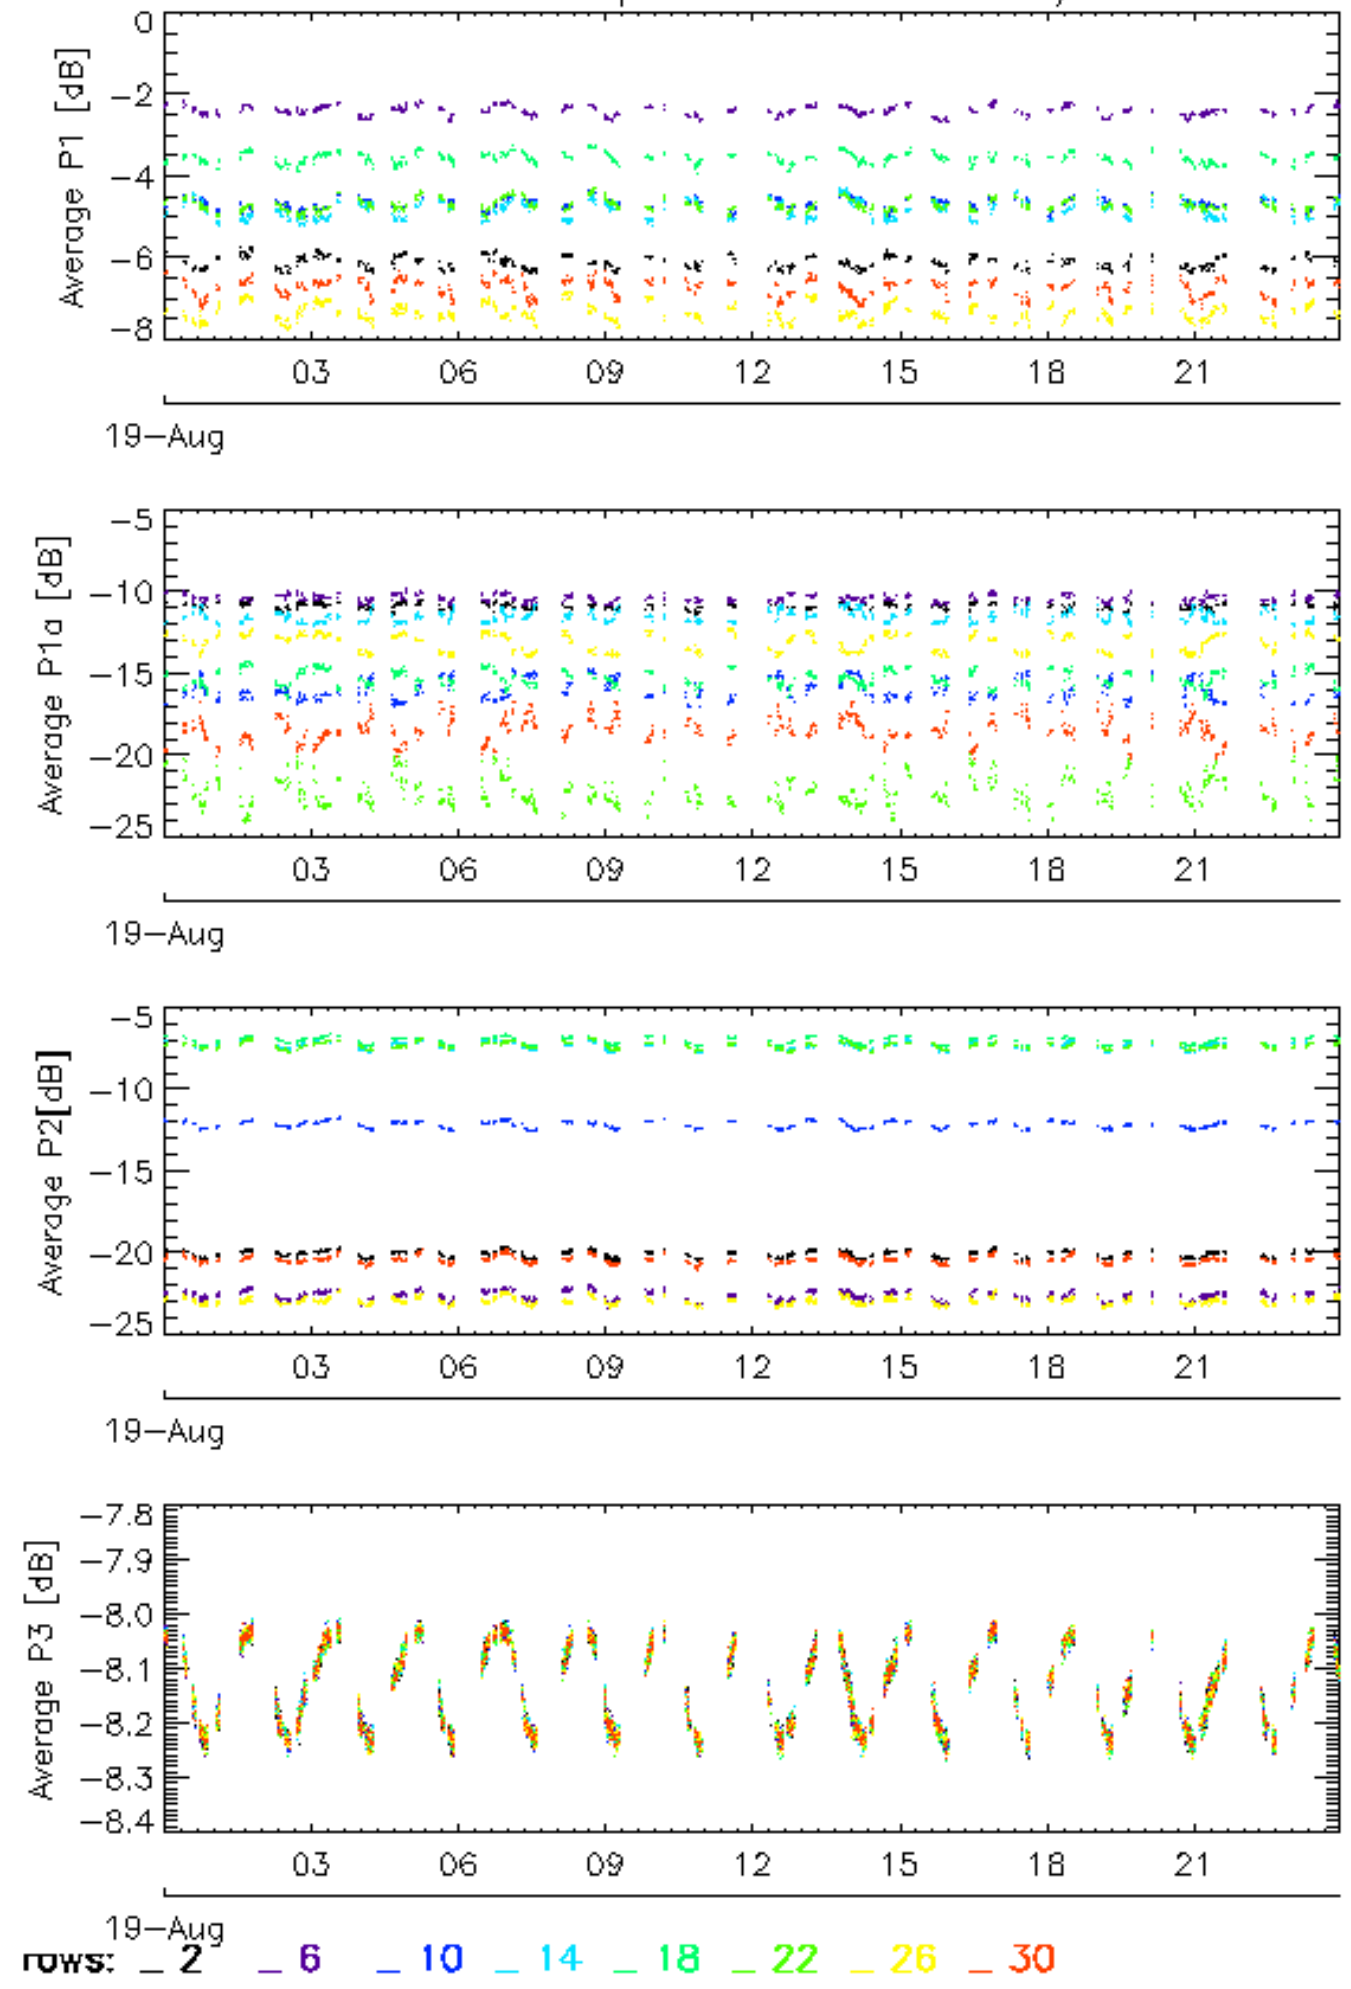 Average P1 [dB]
0
−2
−4
−6
−8
03 06 09 12 15 18 21
19−Aug
Average P1a [dB]
−5
−10
−15
−20
−25
03 06 09 12 15 18 21
19−Aug
Average P2[dB]
−5
−10
−15
−20
−25
03 06 09 12 15 18 21
19−Aug
Average P3 [dB]
−7.8
−7.9
−8.0
−8.1
−8.2
−8.3
−8.4
03 06 09 12 15 18 21
19−Aug
rows: _ 2 _ 6 _ 10 _ 14 _ 18 _ 22 _ 26 _ 30